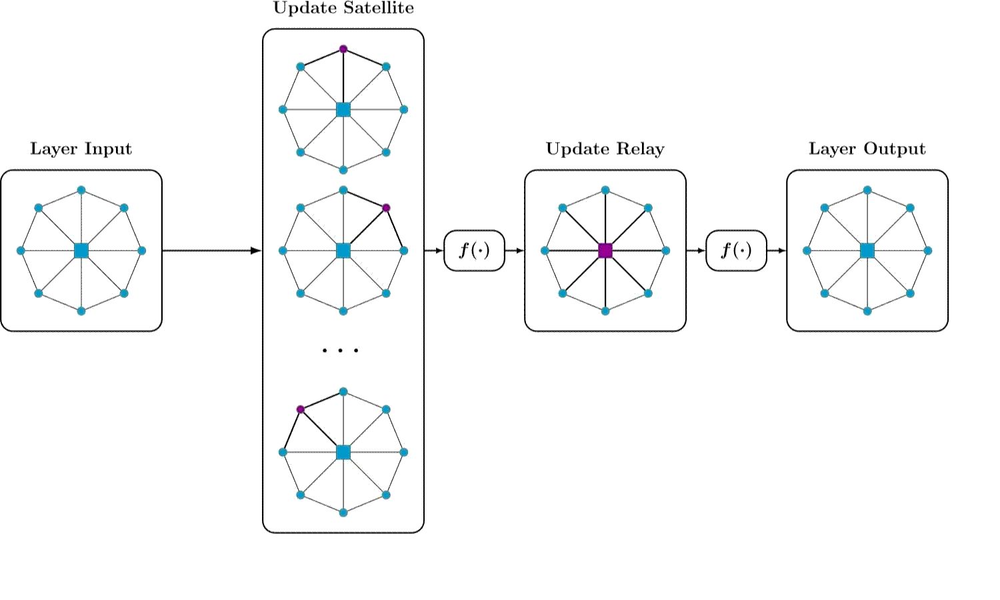 Update Satellite
Layer Input
Update Relay
Layer Output
f(·)
f(·)
· · ·